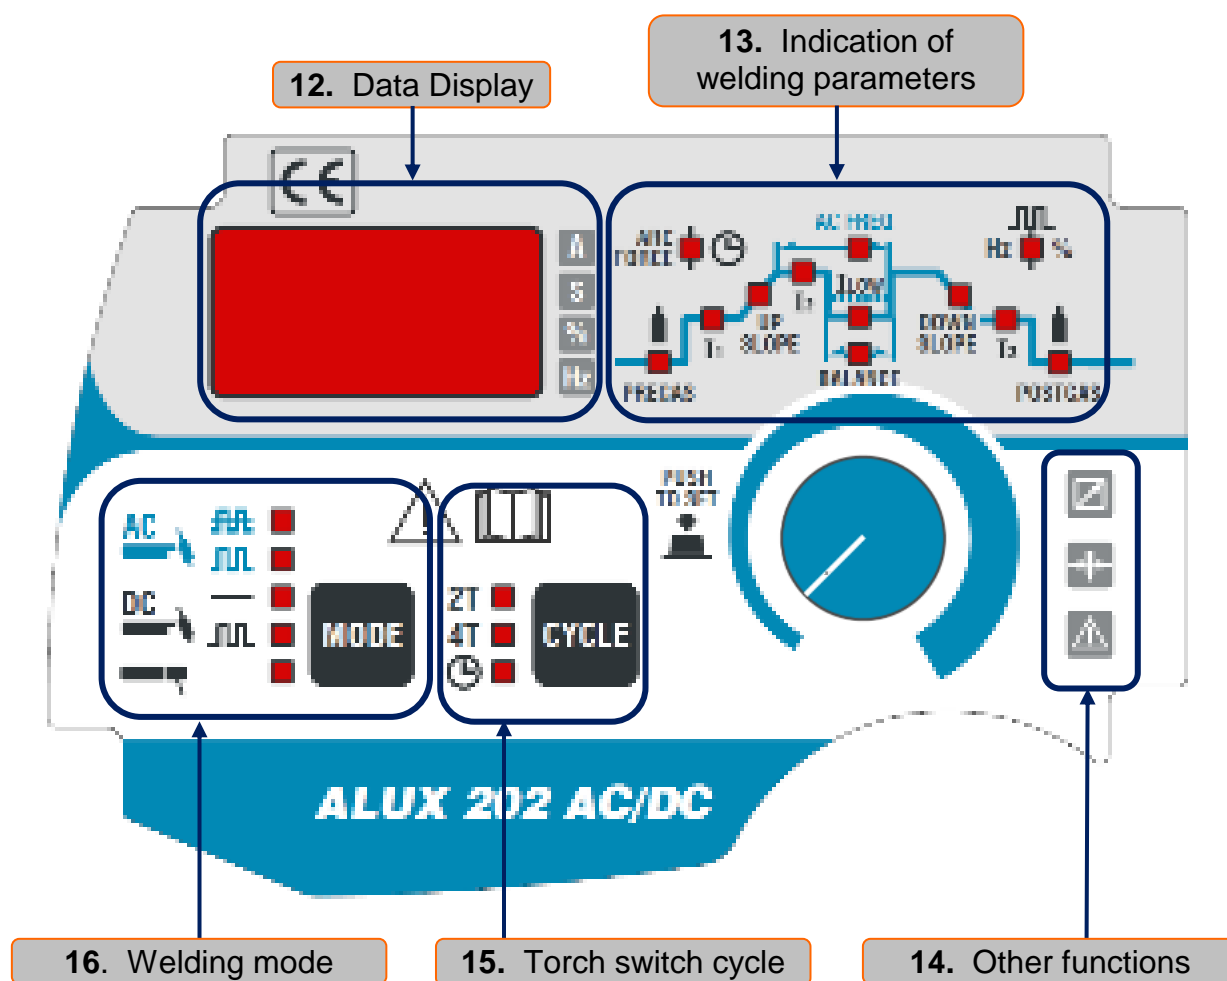 13. Indication of
welding parameters
12. Data Display
CE
A
S
%
Hz
AC FREQ
ARC
FORCE
Hz %
I LOW
T₂
T₁
UP
SLOPE
DOWN
SLOPE
PREGAS
BALANCE
POSTGAS
PUSH
TO SET
AC
DC
MODE
2T
4T
CYCLE
ALUX 202 AC/DC
16. Welding mode
15. Torch switch cycle
14. Other functions